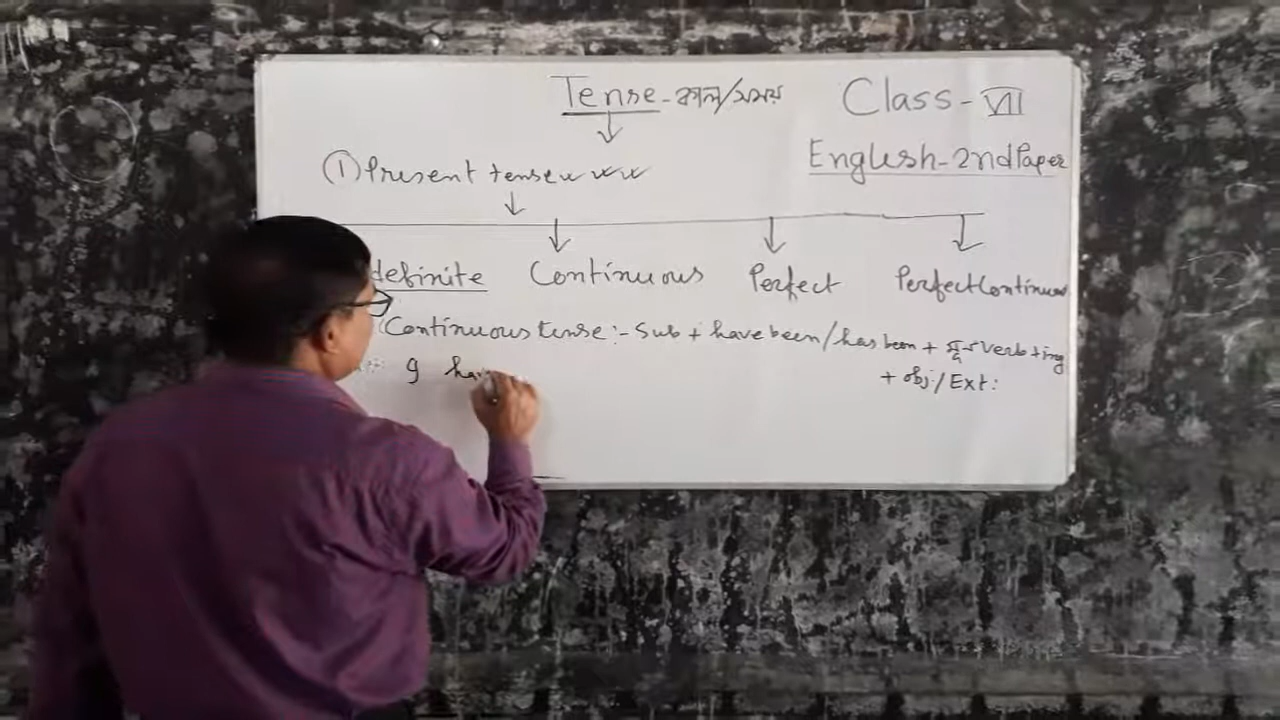 Tense - কাল/সময়
Class - VII
English - 2nd Paper
① Present tense
definite Continuous Perfect Perfect Continuous
Continuous tense :- Sub + have been/has been + মূল verb + ing
+ obj:/Ext:
I hav